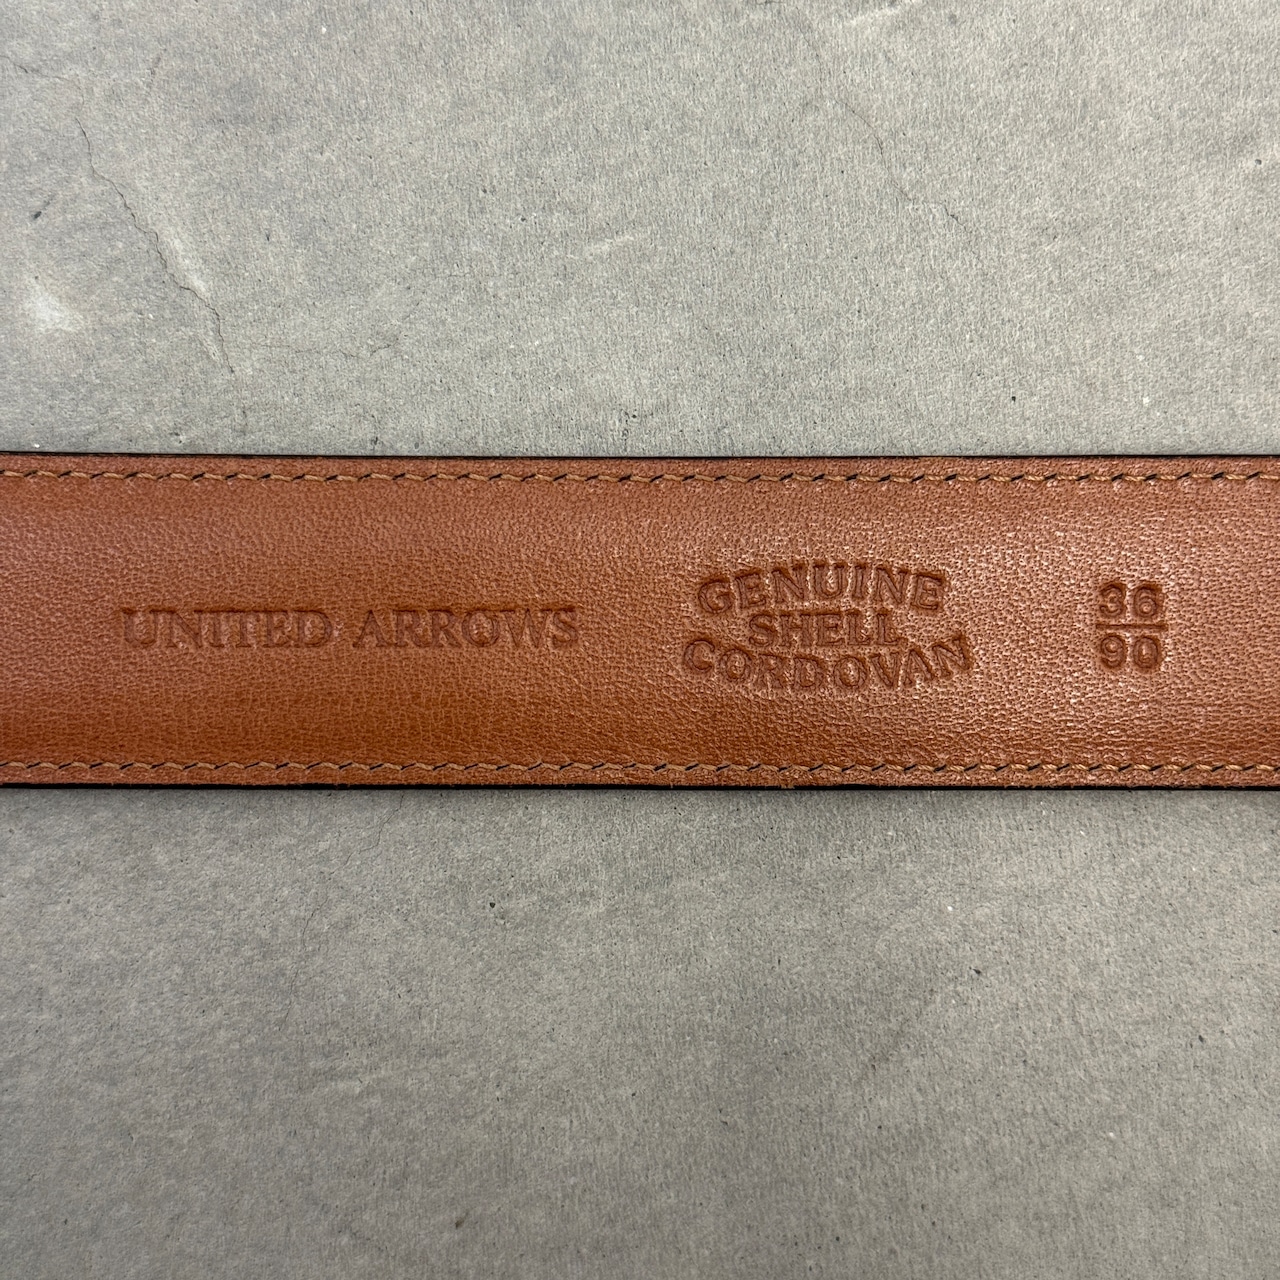 UNITED ARROWS
GENUINE
SHELL
CORDOVAN
36
90